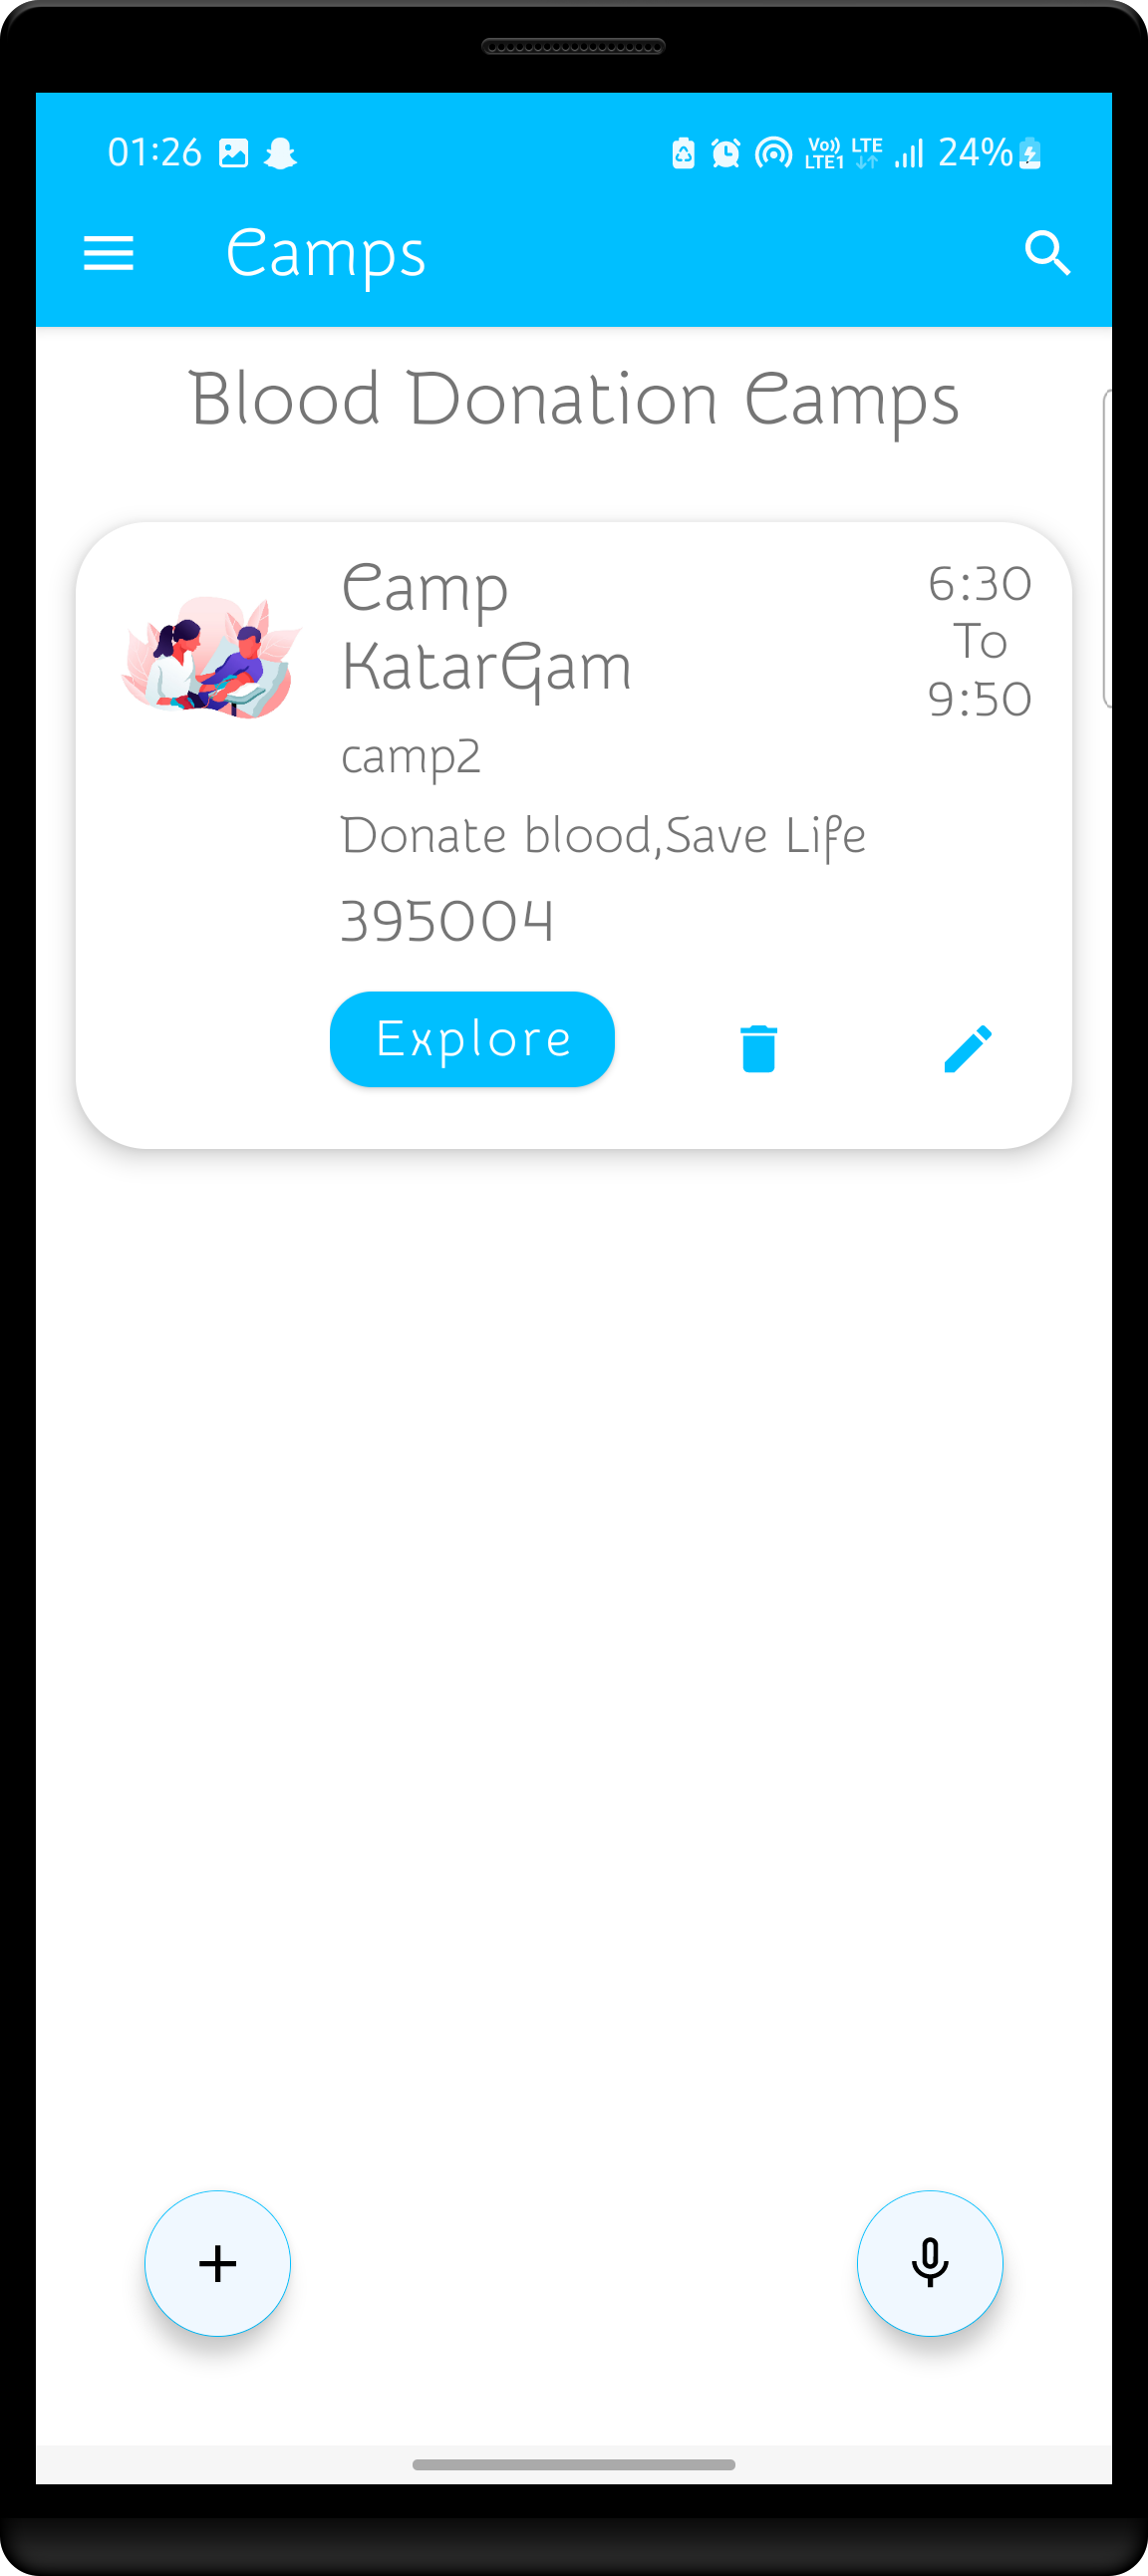 01:26
Vo)) LTE
LTE1
24%
Camps
Blood Donation Camps
Camp
KatarGam
6:30
To
9:50
camp2
Donate blood,Save Life
395004
Explore